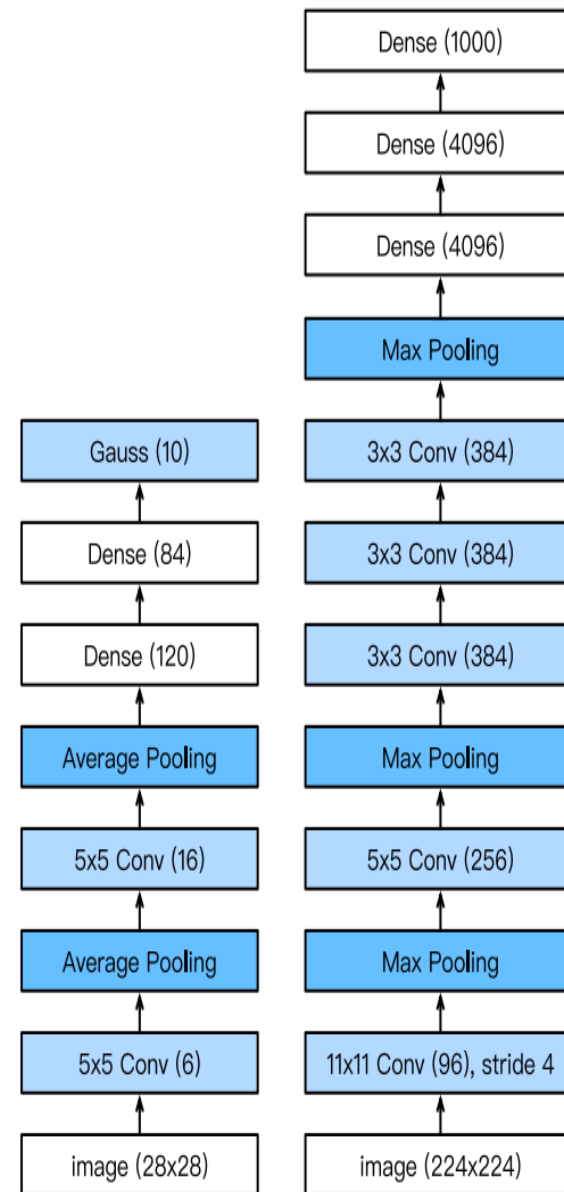 Dense (1000)
Dense (4096)
Dense (4096)
Max Pooling
Gauss (10)
3x3 Conv (384)
Dense (84)
3x3 Conv (384)
Dense (120)
3x3 Conv (384)
Average Pooling
Max Pooling
5x5 Conv (16)
5x5 Conv (256)
Average Pooling
Max Pooling
5x5 Conv (6)
11x11 Conv (96), stride 4
image (28x28)
image (224x224)